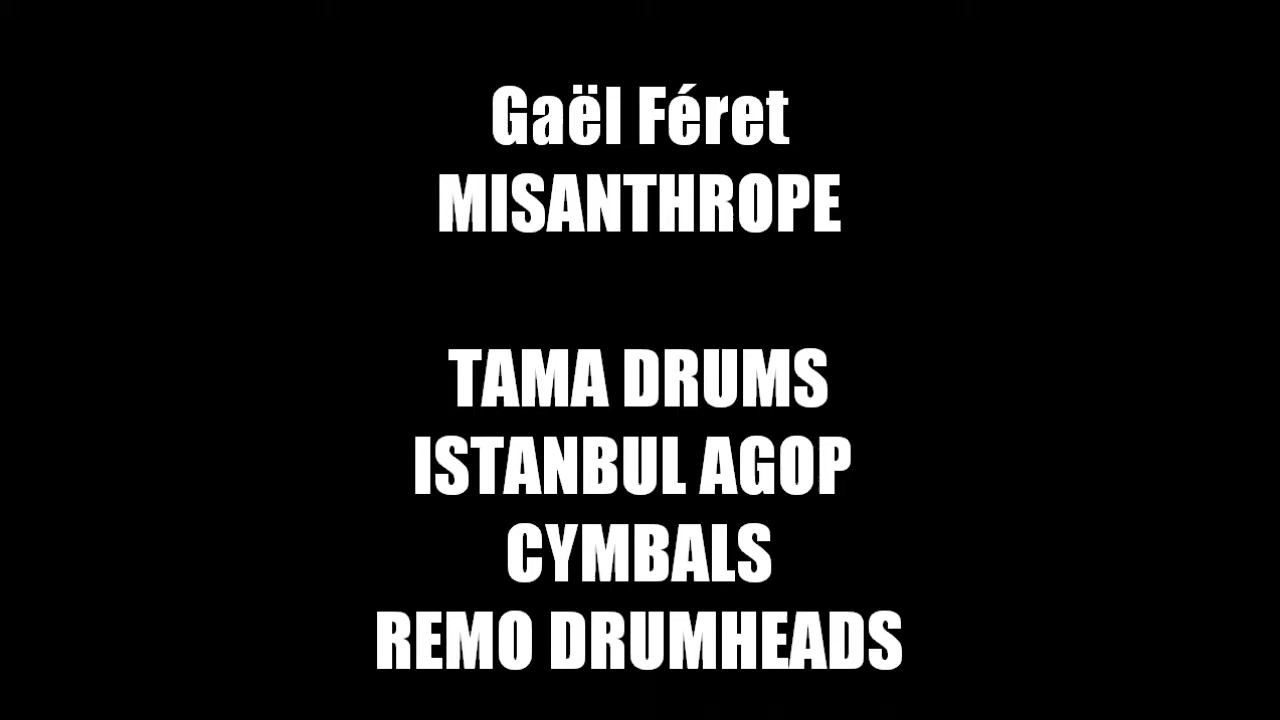 Gaël Féret
MISANTHROPE
TAMA DRUMS
ISTANBUL AGOP
CYMBALS
REMO DRUMHEADS